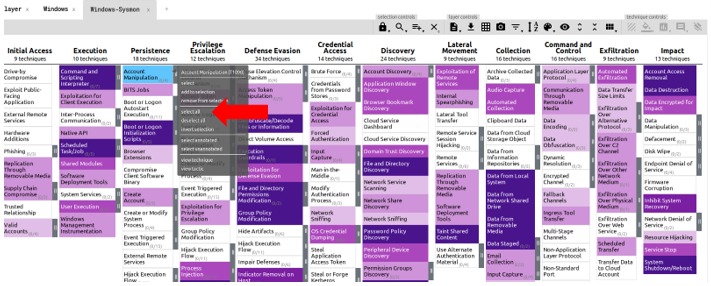 layer x Windows x Windows-Sysmon x
selection controls layer controls technique controls
Initial Access
9 techniques
Drive-by
Compromise
Exploit Public-
Facing
Application
External Remote
Services
Hardware
Additions
Phishing
Replication
Through Removable
Media
Supply Chain
Compromise
Trusted
Relationship
Valid
Accounts
Execution
10 techniques
Command and
Scripting
Interpreter
Exploitation for
Client Execution
Inter-Process
Communication
Native API
Scheduled
Task/Job
Shared Modules
Software
Deployment Tools
System Services
User Execution
Windows
Management
Instrumentation
Persistence
18 techniques
Account
Manipulation
BITS Jobs
Boot or Logon
Autostart
Execution
Boot or Logon
Initialization
Scripts
Browser
Extensions
Compromise
Client Software
Binary
Create
Account
Create or Modify
System
Process
Event Triggered
Execution
External Remote
Services
Hijack Execution
Flow
Privilege
Escalation
12 techniques
Account Manipulation
select
add to selection
remove from selection
select all
deselect all
invert selection
select annotated
select unannotated
view technique
view tactic
Event Triggered
Execution
Exploitation for
Privilege
Escalation
Group Policy
Modification
Hijack Execution
Flow
Process
Injection
Defense Evasion
34 techniques
Elevation Control
Access Token
Manipulation
File and Directory
Permissions
Modification
Group Policy
Modification
Hide Artifacts
Hijack Execution
Flow
Impair Defenses
Indicator Removal on
Host
Credential
Access
14 techniques
Brute Force
Credentials
from Password
Stores
Exploitation for
Credential
Access
Forced
Authentication
Input
Capture
Man-in-the-
Middle
Modify
Authentication
Process
Network
Sniffing
OS Credential
Dumping
Steal
Application
Access Token
Steal or Forge
Kerberos
Discovery
24 techniques
Account Discovery
Application Window
Discovery
Browser Bookmark
Discovery
Cloud Service
Dashboard
Cloud Service
Discovery
Domain Trust Discovery
File and Directory
Discovery
Network Service
Scanning
Network Share
Discovery
Network Sniffing
Password Policy
Discovery
Peripheral Device
Discovery
Permission Groups
Discovery
Lateral
Movement
9 techniques
Exploitation of
Remote
Services
Internal
Spearphishing
Lateral Tool
Transfer
Remote Service
Session
Hijacking
Remote
Services
Replication
Through
Removable
Media
Software
Deployment
Tools
Taint Shared
Content
Use Alternate
Authentication
Material
Collection
16 techniques
Archive Collected
Data
Audio Capture
Automated
Collection
Clipboard Data
Data from Cloud
Storage Object
Data from
Information
Repositories
Data from Local
System
Data from
Network Shared
Drive
Data from
Removable
Media
Data Staged
Email
Collection
Input Capture
Command and
Control
16 techniques
Application Layer
Protocol
Communication
Through
Removable Media
Data
Encoding
Data
Obfuscation
Dynamic
Resolution
Encrypted
Channel
Fallback
Channels
Ingress Tool
Transfer
Multi-Stage
Channels
Non-Application
Layer Protocol
Non-Standard
Port
Exfiltration
9 techniques
Automated
Exfiltration
Data Transfer
Size Limits
Exfiltration
Over
Alternative
Protocol
Exfiltration
Over C2
Channel
Exfiltration
Over Other
Network Medium
Exfiltration
Over Physical
Medium
Exfiltration
Over Web
Service
Scheduled
Transfer
Transfer Data
to Cloud
Account
Impact
13 techniques
Account Access
Removal
Data Destruction
Data Encrypted for
Impact
Data
Manipulation
Defacement
Disk Wipe
Endpoint Denial of
Service
Firmware
Corruption
Inhibit System
Recovery
Network Denial of
Service
Resource Hijacking
Service Stop
System
Shutdown/Reboot